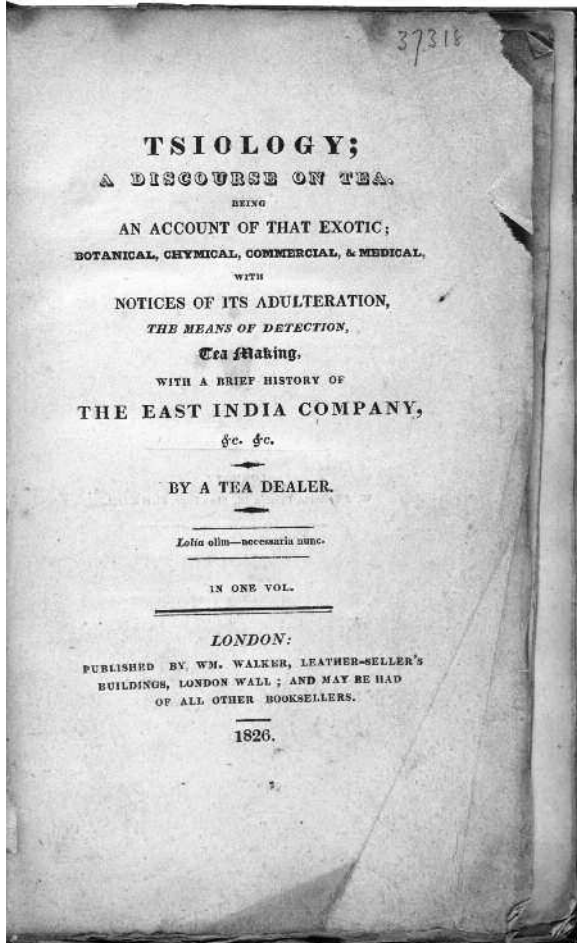 37318
TSIOLOGY;
A DISCOURSE ON TEA.
BEING
AN ACCOUNT OF THAT EXOTIC;
BOTANICAL, CHYMICAL, COMMERCIAL, & MEDICAL,
WITH
NOTICES OF ITS ADULTERATION,
THE MEANS OF DETECTION,
Tea Making,
WITH A BRIEF HISTORY OF
THE EAST INDIA COMPANY,
&c. &c.
BY A TEA DEALER.
Lolia olim—necessaria nunc.
IN ONE VOL.
LONDON:
PUBLISHED BY WM. WALKER, LEATHER-SELLER'S
BUILDINGS, LONDON WALL; AND MAY BE HAD
OF ALL OTHER BOOKSELLERS.
1826.